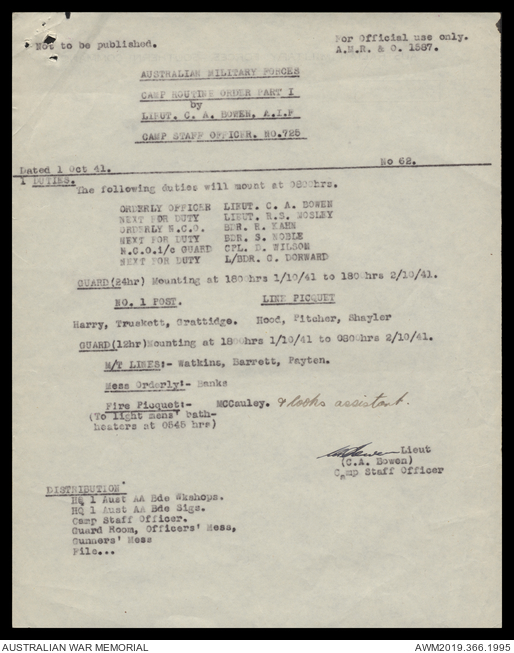 Not to be published.
For Official use only.
A.M.R. & O. 1587.
AUSTRALIAN MILITARY FORCES
CAMP ROUTINE ORDER PART I
by
LIEUT. C. A. BOWEN, A.I.F
CAMP STAFF OFFICER. NO.725
Dated 1 Oct 41.
No 62.
1 DUTIES.
The following duties will mount at 0800hrs.
ORDERLY OFFICER LIEUT. C. A. BOWEN
NEXT FOR DUTY LIEUT. R.S. MOSLEY
ORDERLY N.C.O. BDR. H. KAHN
NEXT FOR DUTY BDR. S. NOBLE
N.C.O.i/c GUARD CPL. D. WILSON
NEXT FOR DUTY L/BDR. C. DORWARD
GUARD(24hr) Mounting at 1800hrs 1/10/41 to 1800hrs 2/10/41.
NO. 1 POST. LINE PICQUET
Harry, Truskett, Grattidge. Hood, Pitcher, Shayler
GUARD(12hr)Mounting at 1800hrs 1/10/41 to 0800hrs 2/10/41.
M/T LINES:- Watkins, Barrett, Payten.
Mess Orderly:- Banks
Fire Picquet:- McCauley. & Cooks assistant.
(To light mens' bath-
heaters at 0545 hrs)
Lieut
(C.A. Bowen)
Camp Staff Officer
DISTRIBUTION
HQ 1 Aust AA Bde Wkshops.
HQ 1 Aust AA Bde Sigs.
Camp Staff Officer.
Guard Room, Officers' Mess,
Gunners' Mess
File...
AUSTRALIAN WAR MEMORIAL
AWM2019.366.1995